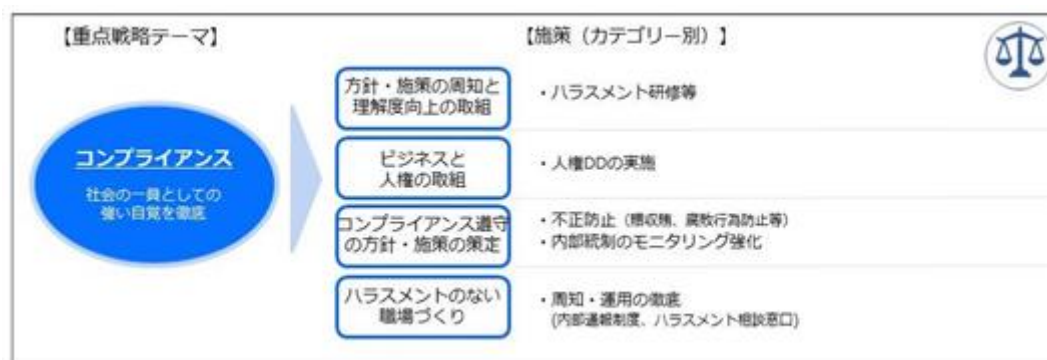 【重点戦略テーマ】
【施策（カテゴリー別）】
コンプライアンス
社会の一員としての
強い自覚を徹底
方針・施策の周知と
理解度向上の取組
・ハラスメント研修等
ビジネスと
人権の取組
・人権DDの実施
コンプライアンス遵守
の方針・施策の策定
・不正防止（贈収賄、腐敗行為防止等）
・内部統制のモニタリング強化
ハラスメントのない
職場づくり
・周知・運用の徹底
(内部通報制度、ハラスメント相談窓口)